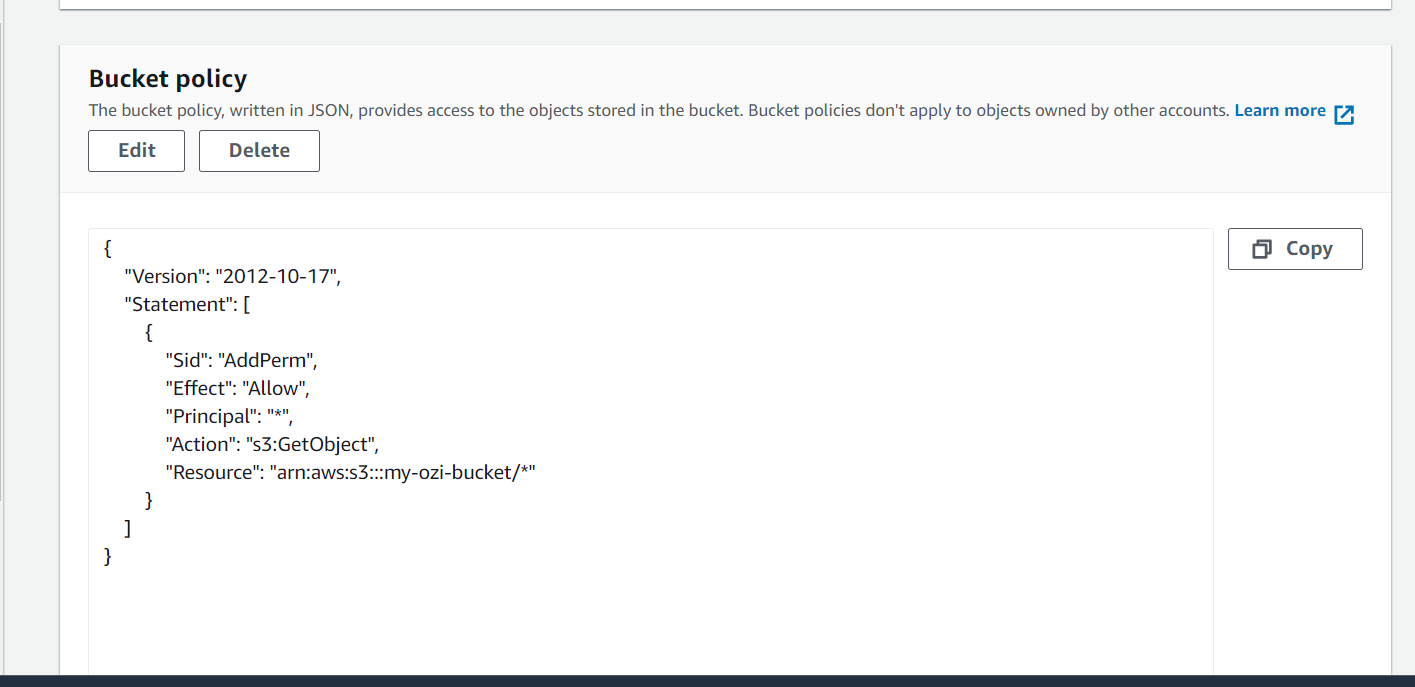 Bucket policy
The bucket policy, written in JSON, provides access to the objects stored in the bucket. Bucket policies don't apply to objects owned by other accounts. Learn more
Edit Delete
{
Copy
"Version": "2012-10-17",
"Statement": [
{
"Sid": "AddPerm",
"Effect": "Allow",
"Principal": "*",
"Action": "s3:GetObject",
"Resource": "arn:aws:s3:::my-ozi-bucket/*"
}
]
}